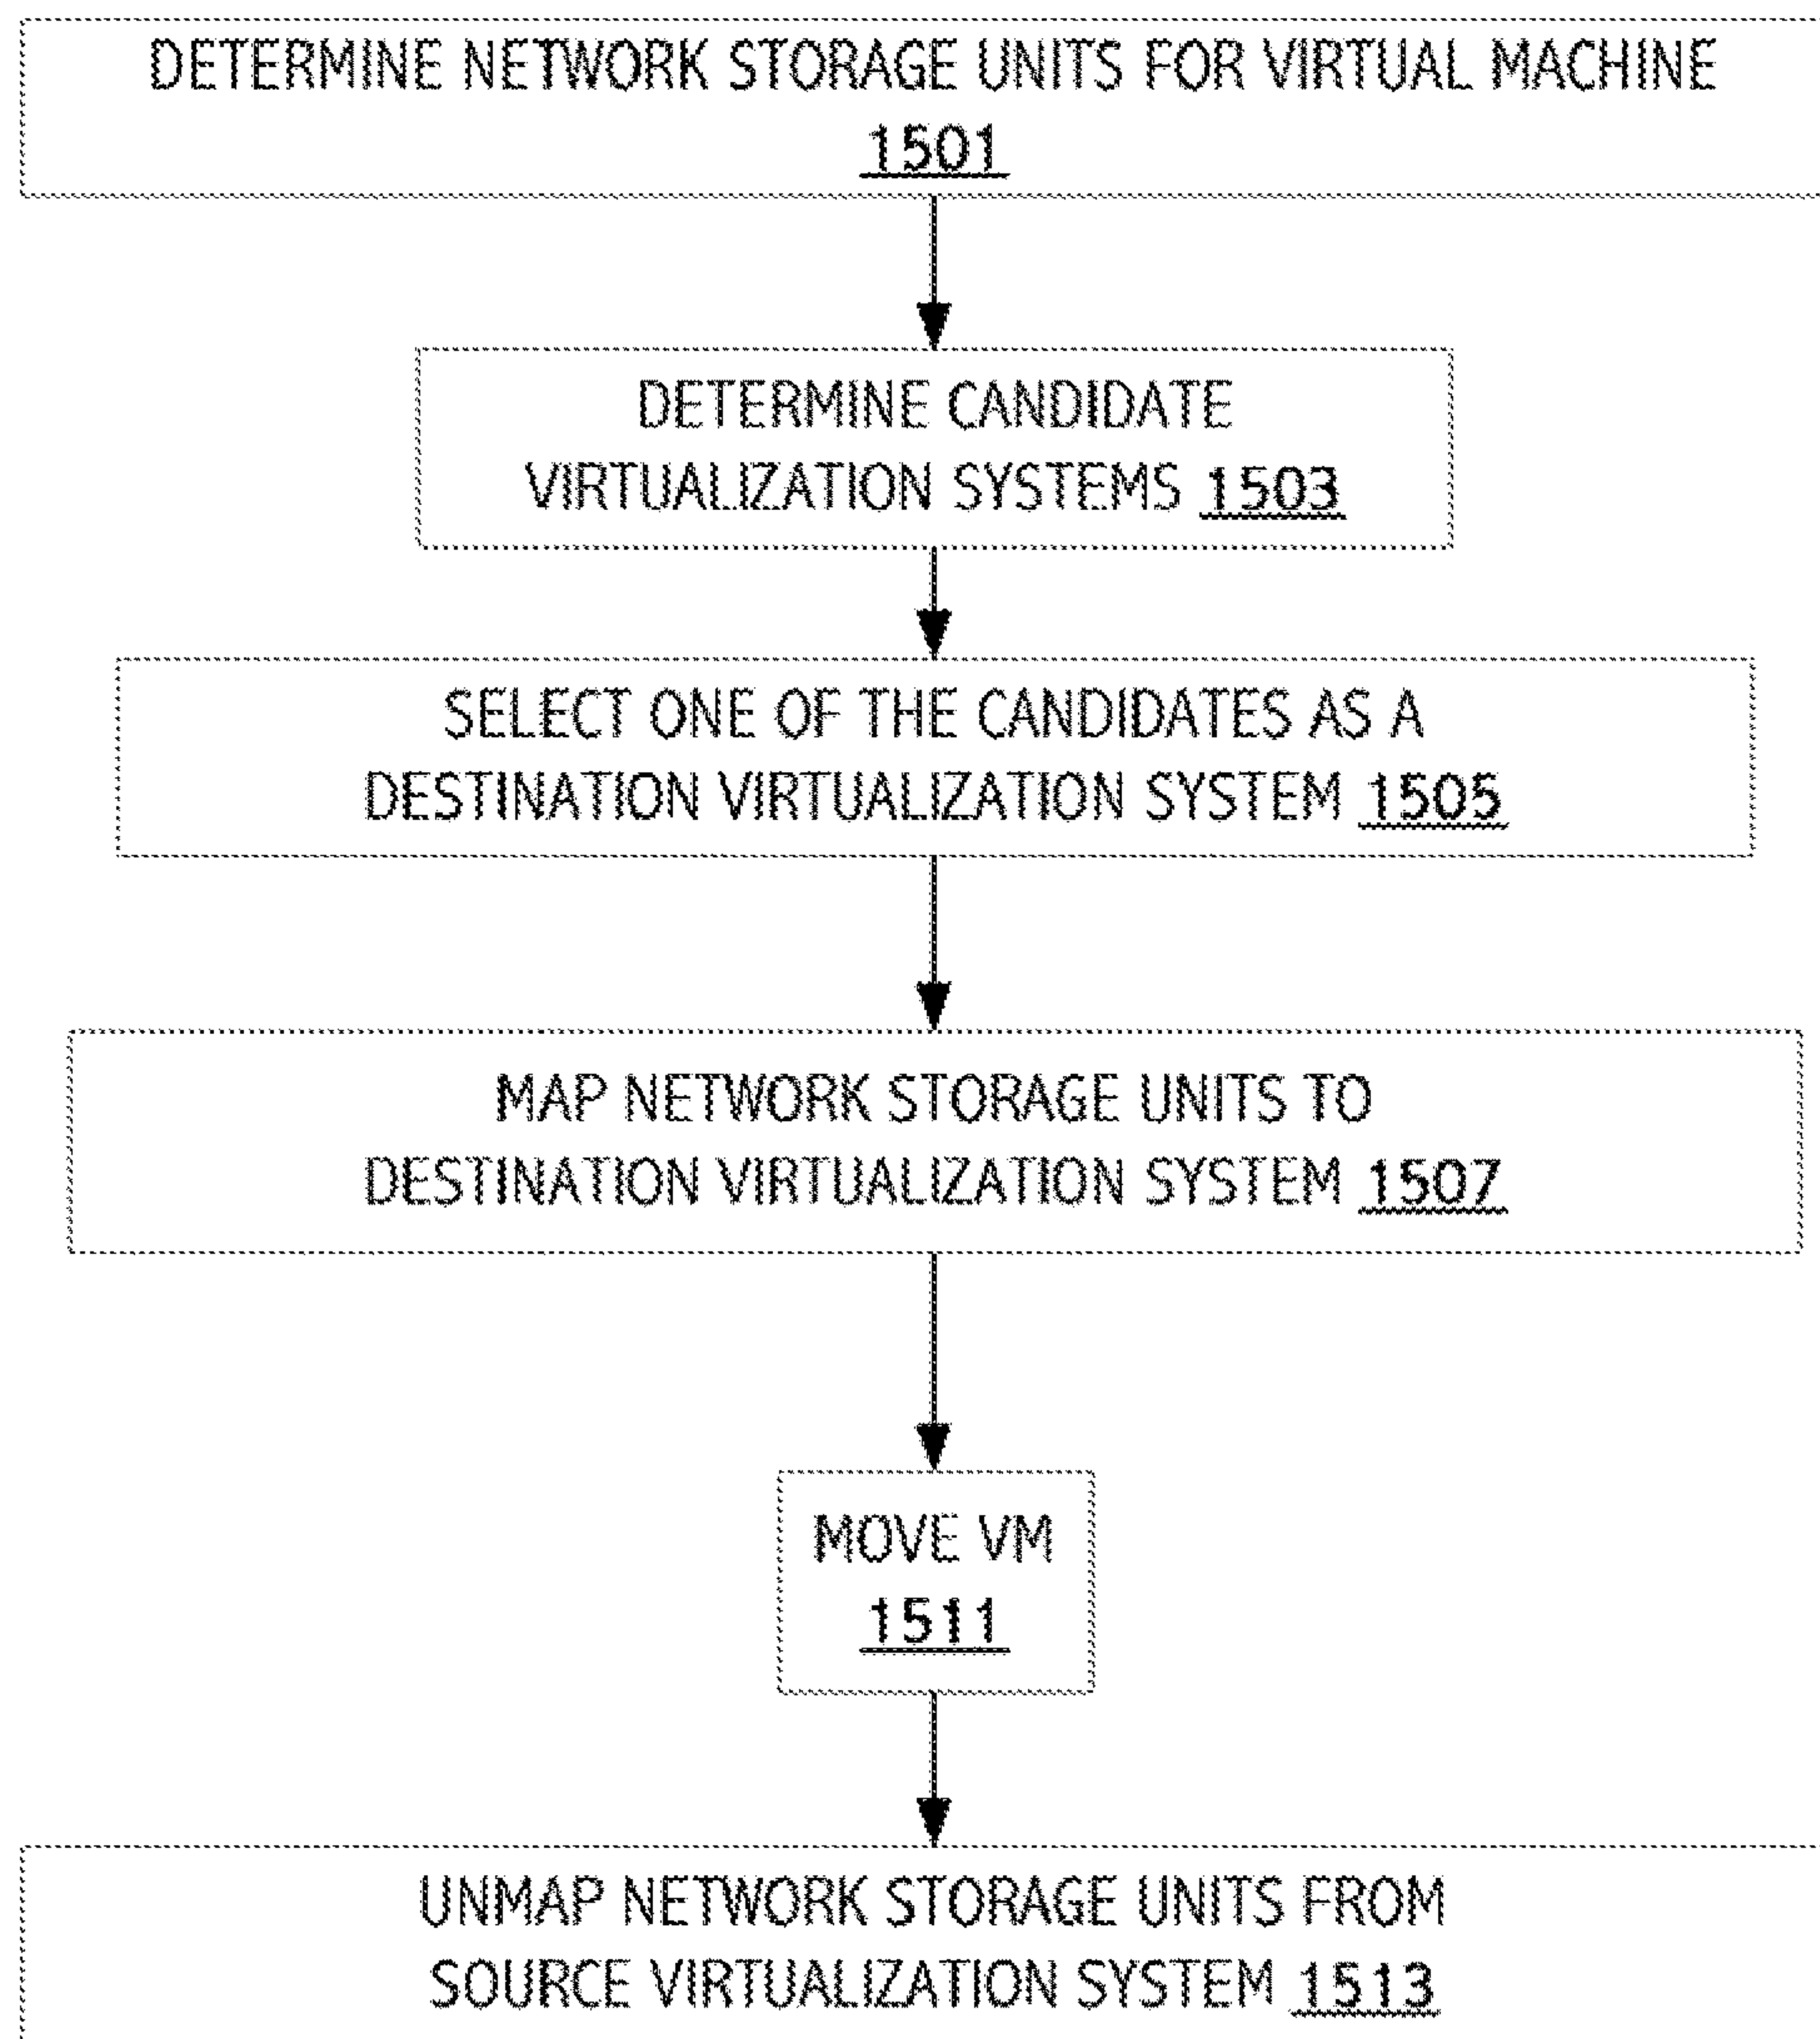 DETERMINE NETWORK STORAGE UNITS FOR VIRTUAL MACHINE
1501
DETERMINE CANDIDATE
VIRTUALIZATION SYSTEMS 1503
SELECT ONE OF THE CANDIDATES AS A
DESTINATION VIRTUALIZATION SYSTEM 1505
MAP NETWORK STORAGE UNITS TO
DESTINATION VIRTUALIZATION SYSTEM 1507
MOVE VM
1511
UNMAP NETWORK STORAGE UNITS FROM
SOURCE VIRTUALIZATION SYSTEM 1513